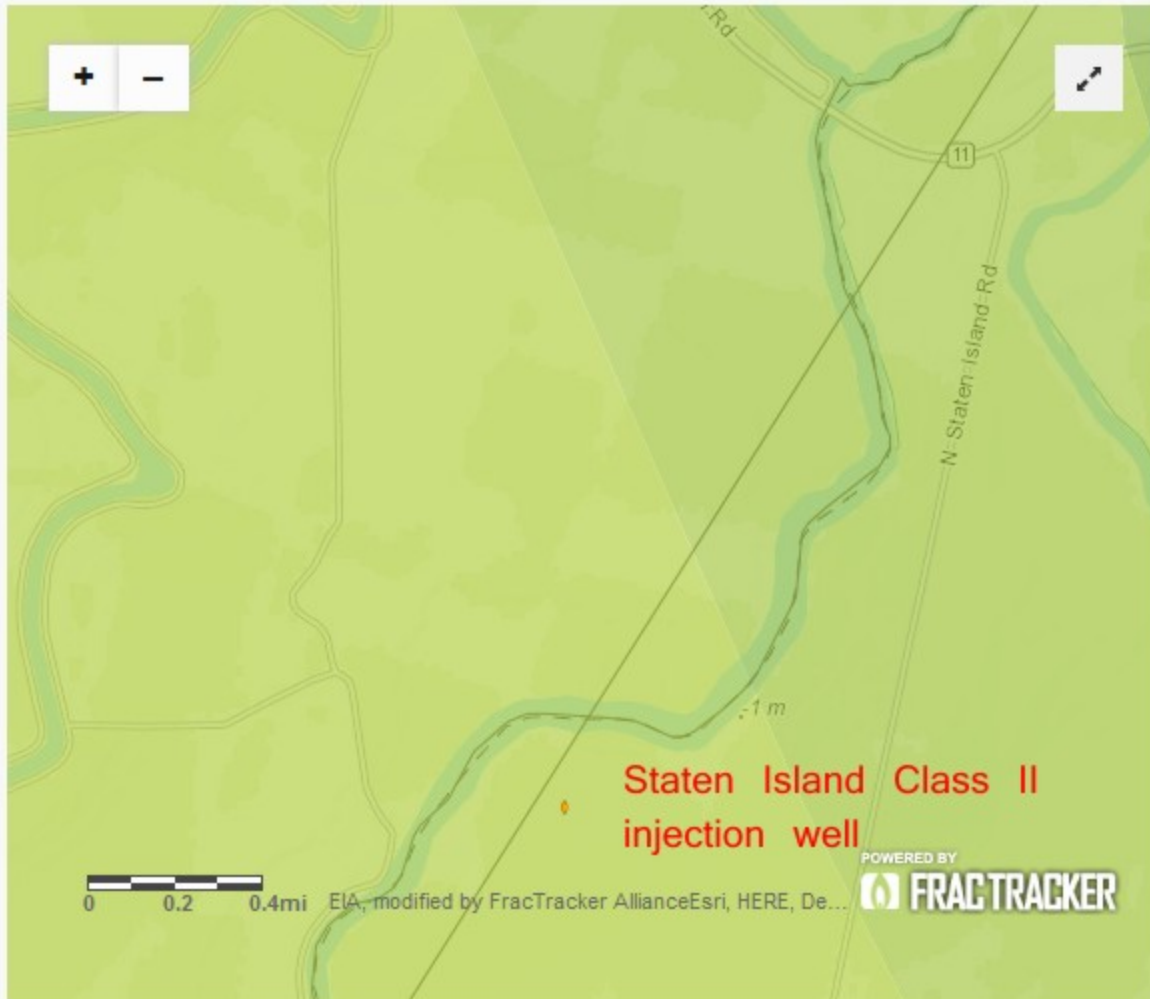 + −
n Rd
11
N Staten Island Rd
-1 m
Staten Island Class II
injection well
POWERED BY
FRACTRACKER
0 0.2 0.4mi
EIA, modified by FracTracker AllianceEsri, HERE, De...